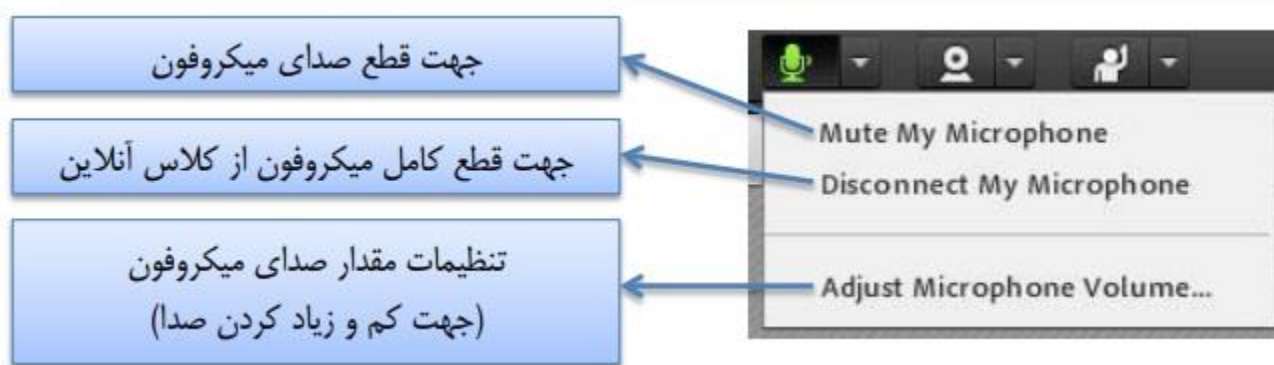 جهت قطع صدای میکروفون
جهت قطع کامل میکروفون از کلاس آنلاین
تنظیمات مقدار صدای میکروفون
(جهت کم و زیاد کردن صدا)
Mute My Microphone
Disconnect My Microphone
Adjust Microphone Volume...